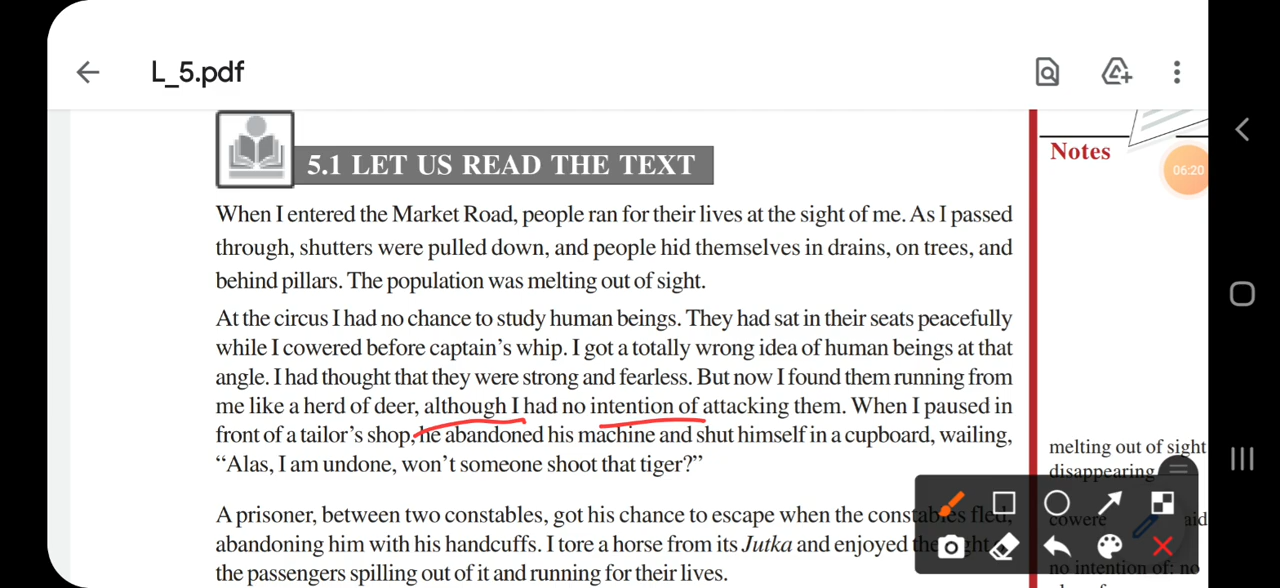 L_5.pdf
5.1 LET US READ THE TEXT
Notes
06:20
When I entered the Market Road, people ran for their lives at the sight of me. As I passed
through, shutters were pulled down, and people hid themselves in drains, on trees, and
behind pillars. The population was melting out of sight.
At the circus I had no chance to study human beings. They had sat in their seats peacefully
while I cowered before captain's whip. I got a totally wrong idea of human beings at that
angle. I had thought that they were strong and fearless. But now I found them running from
me like a herd of deer, although I had no intention of attacking them. When I paused in
front of a tailor's shop, he abandoned his machine and shut himself in a cupboard, wailing,
“Alas, I am undone, won't someone shoot that tiger?”
A prisoner, between two constables, got his chance to escape when the constables fled,
abandoning him with his handcuffs. I tore a horse from its Jutka and enjoyed the
the passengers spilling out of it and running for their lives.
melting out of sight
disappearing
cowere
no intention of: no